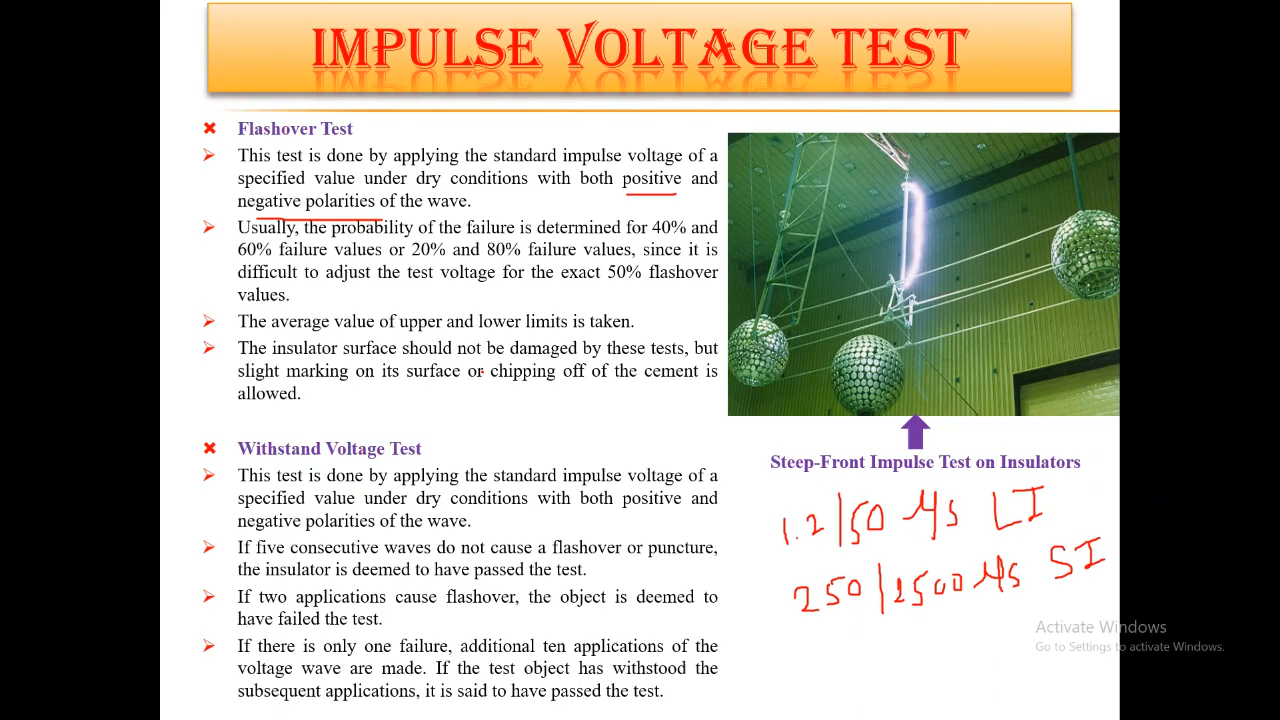 IMPULSE VOLTAGE TEST
Flashover Test
This test is done by applying the standard impulse voltage of a
specified value under dry conditions with both positive and
negative polarities of the wave.
Usually, the probability of the failure is determined for 40% and
60% failure values or 20% and 80% failure values, since it is
difficult to adjust the test voltage for the exact 50% flashover
values.
The average value of upper and lower limits is taken.
The insulator surface should not be damaged by these tests, but
slight marking on its surface or chipping off of the cement is
allowed.
Withstand Voltage Test
This test is done by applying the standard impulse voltage of a
specified value under dry conditions with both positive and
negative polarities of the wave.
If five consecutive waves do not cause a flashover or puncture,
the insulator is deemed to have passed the test.
If two applications cause flashover, the object is deemed to
have failed the test.
If there is only one failure, additional ten applications of the
voltage wave are made. If the test object has withstood the
subsequent applications, it is said to have passed the test.
Steep-Front Impulse Test on Insulators
1.2/50 μs LI
250/2500 μs SI
Activate Windows
Go to Settings to activate Windows.